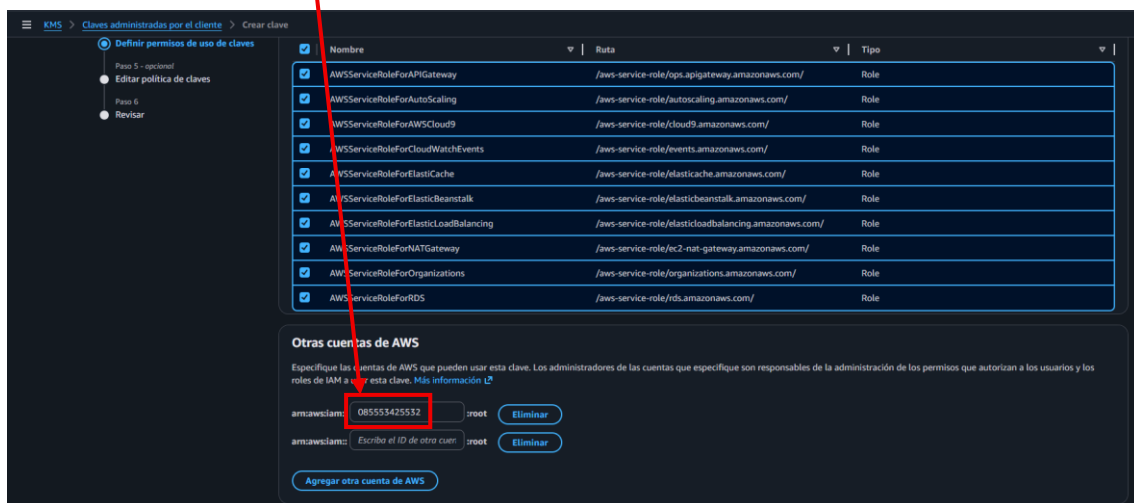 KMS > Claves administradas por el cliente > Crear clave
Definir permisos de uso de claves
Paso 5 - opcional
Editar política de claves
Paso 6
Revisar
Nombre Ruta Tipo
AWSServiceRoleForAPIGateway /aws-service-role/ops.apigateway.amazonaws.com/ Role
AWSServiceRoleForAutoScaling /aws-service-role/autoscaling.amazonaws.com/ Role
AWSServiceRoleForAWSCloud9 /aws-service-role/cloud9.amazonaws.com/ Role
AWSServiceRoleForCloudWatchEvents /aws-service-role/events.amazonaws.com/ Role
AWSServiceRoleForElastiCache /aws-service-role/elasticache.amazonaws.com/ Role
AWSServiceRoleForElasticBeanstalk /aws-service-role/elasticbeanstalk.amazonaws.com/ Role
AWSServiceRoleForElasticLoadBalancing /aws-service-role/elasticloadbalancing.amazonaws.com/ Role
AWSServiceRoleForNATGateway /aws-service-role/ec2-nat-gateway.amazonaws.com/ Role
AWSServiceRoleForOrganizations /aws-service-role/organizations.amazonaws.com/ Role
AWSServiceRoleForRDS /aws-service-role/rds.amazonaws.com/ Role
Otras cuentas de AWS
Especifique las cuentas de AWS que pueden usar esta clave. Los administradores de las cuentas que especifique son responsables de la administración de los permisos que autorizan a los usuarios y los
roles de IAM a usar esta clave. Más información
arn:aws:iam:: 085553425532 :root Eliminar
arn:aws:iam:: Escriba el ID de otra cuen :root Eliminar
Agregar otra cuenta de AWS